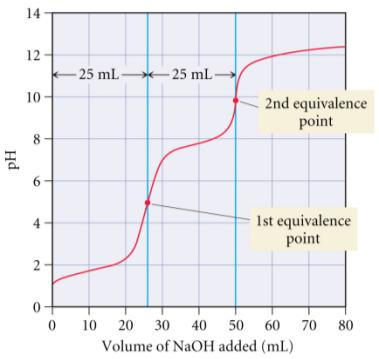 14
12
25 mL
25 mL
10
2nd equivalence
point
8
pH
6
1st equivalence
point
4
2
0
0 10 20 30 40 50 60 70 80
Volume of NaOH added (mL)